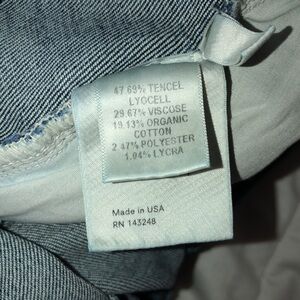 47.69% TENCEL
LYOCELL
29.67% VISCOSE
19.13% ORGANIC
COTTON
2.47% POLYESTER
1.04% LYCRA
Made in USA
RN 143248